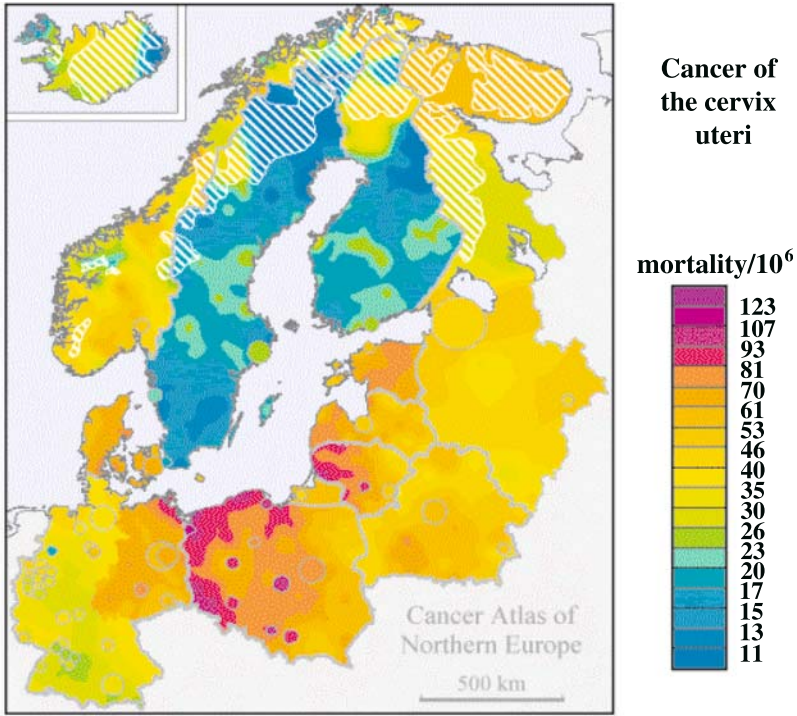 Cancer of
the cervix
uteri
mortality/10⁶
123
107
93
81
70
61
53
46
40
35
30
26
23
20
17
15
13
11
Cancer Atlas of
Northern Europe
500 km